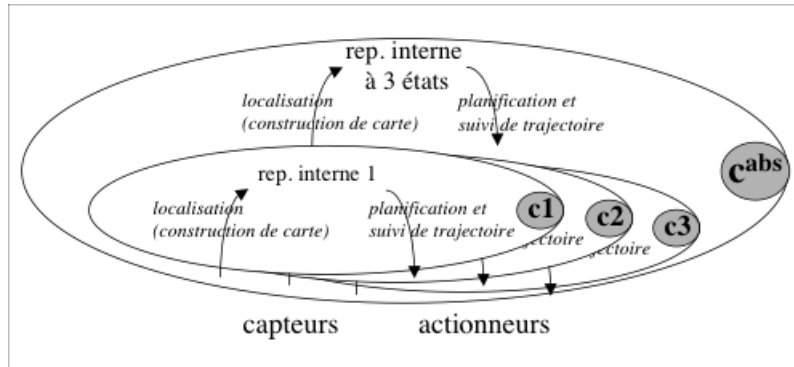 rep. interne
à 3 états
localisation
(construction de carte)
planification et
suivi de trajectoire
c^abs
rep. interne 1
localisation
(construction de carte)
planification et
suivi de trajectoire
c1
c2
c3
capteurs
actionneurs